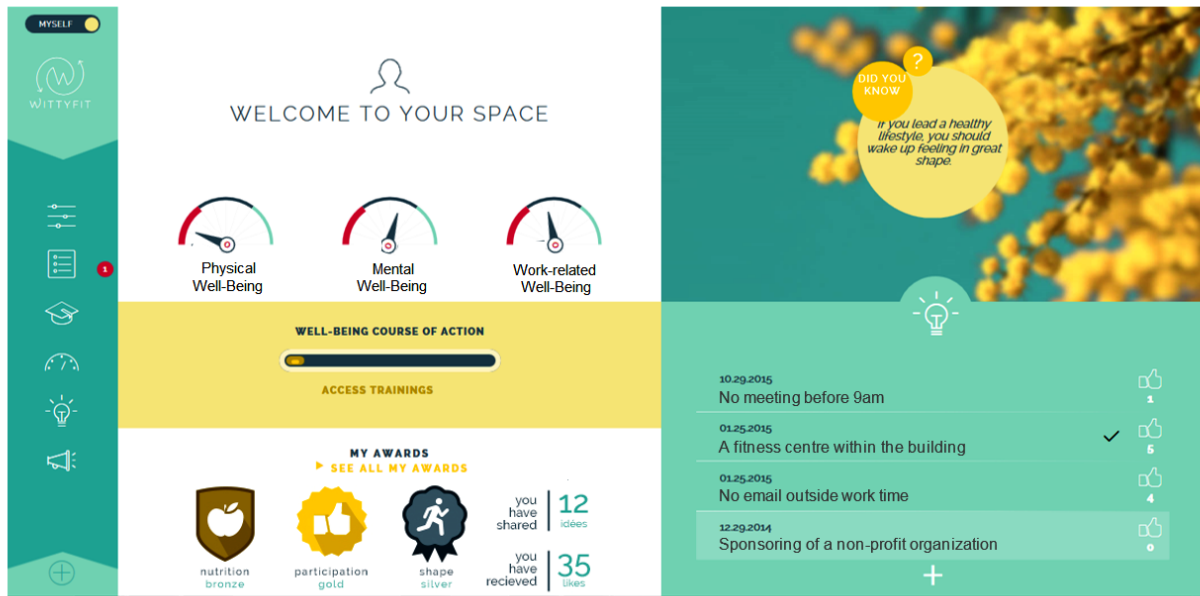 MYSELF
WITTYFIT
1
WELCOME TO YOUR SPACE
Physical
Well-Being
Mental
Well-Being
Work-related
Well-Being
WELL-BEING COURSE OF ACTION
ACCESS TRAININGS
MY AWARDS
SEE ALL MY AWARDS
nutrition
bronze
participation
gold
shape
silver
you
have
shared
12
idées
you
have
recieved
35
likes
?
DID YOU
KNOW
If you lead a healthy
lifestyle, you should
wake up feeling in great
shape.
10.29.2015
No meeting before 9am
1
01.25.2015
A fitness centre within the building
5
01.25.2015
No email outside work time
4
12.29.2014
Sponsoring of a non-profit organization
0